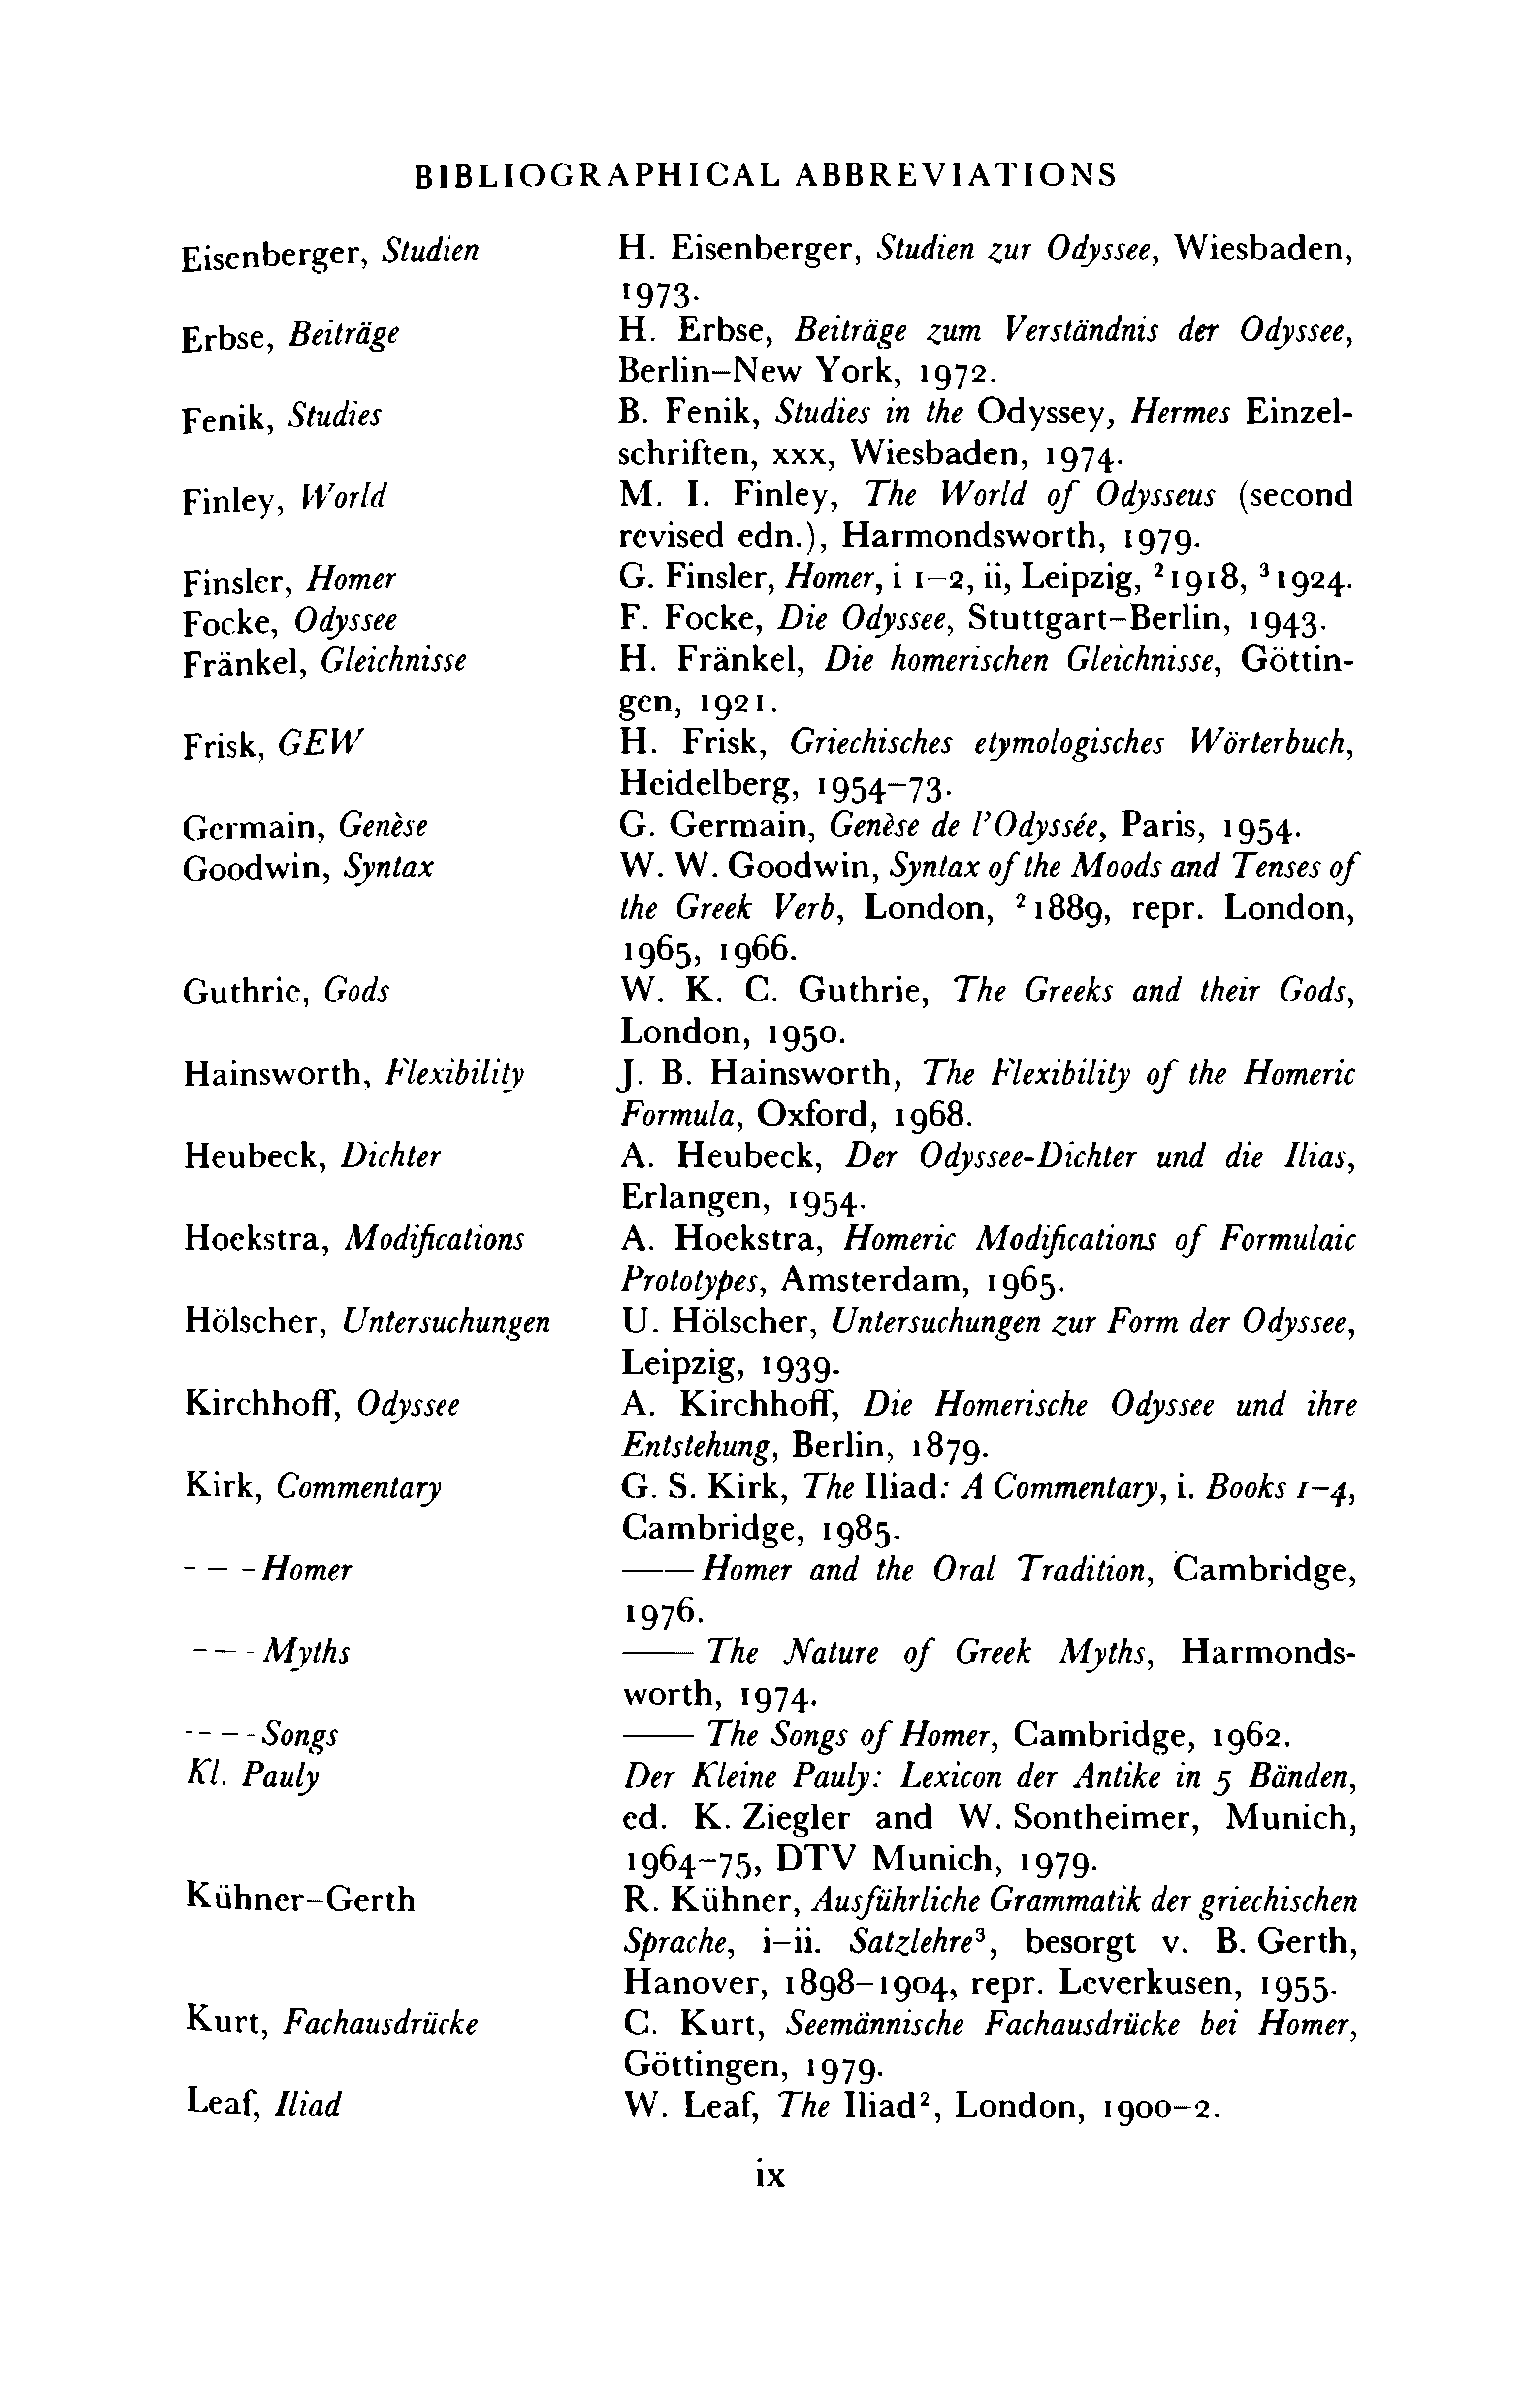 BIBLIOGRAPHICAL ABBREVIATIONS
Eisenberger, Studien H. Eisenberger, Studien zur Odyssee, Wiesbaden,
1973.
Erbse, Beiträge H. Erbse, Beiträge zum Verständnis der Odyssee,
Berlin–New York, 1972.
Fenik, Studies B. Fenik, Studies in the Odyssey, Hermes Einzel-
schriften, xxx, Wiesbaden, 1974.
Finley, World M. I. Finley, The World of Odysseus (second
revised edn.), Harmondsworth, 1979.
Finsler, Homer G. Finsler, Homer, i 1–2, ii, Leipzig, ²1918, ³1924.
Focke, Odyssee F. Focke, Die Odyssee, Stuttgart–Berlin, 1943.
Fränkel, Gleichnisse H. Fränkel, Die homerischen Gleichnisse, Göttin-
gen, 1921.
Frisk, GEW H. Frisk, Griechisches etymologisches Wörterbuch,
Heidelberg, 1954–73.
Germain, Genèse G. Germain, Genèse de l'Odyssée, Paris, 1954.
Goodwin, Syntax W. W. Goodwin, Syntax of the Moods and Tenses of
the Greek Verb, London, ²1889, repr. London,
1965, 1966.
Guthrie, Gods W. K. C. Guthrie, The Greeks and their Gods,
London, 1950.
Hainsworth, Flexibility J. B. Hainsworth, The Flexibility of the Homeric
Formula, Oxford, 1968.
Heubeck, Dichter A. Heubeck, Der Odyssee-Dichter und die Ilias,
Erlangen, 1954.
Hoekstra, Modifications A. Hoekstra, Homeric Modifications of Formulaic
Prototypes, Amsterdam, 1965.
Hölscher, Untersuchungen U. Hölscher, Untersuchungen zur Form der Odyssee,
Leipzig, 1939.
Kirchhoff, Odyssee A. Kirchhoff, Die Homerische Odyssee und ihre
Entstehung, Berlin, 1879.
Kirk, Commentary G. S. Kirk, The Iliad: A Commentary, i. Books 1–4,
Cambridge, 1985.
——Homer ——Homer and the Oral Tradition, Cambridge,
1976.
——Myths ——The Nature of Greek Myths, Harmonds-
worth, 1974.
——Songs ——The Songs of Homer, Cambridge, 1962.
Kl. Pauly Der Kleine Pauly: Lexicon der Antike in 5 Bänden,
ed. K. Ziegler and W. Sontheimer, Munich,
1964–75, DTV Munich, 1979.
Kühner–Gerth R. Kühner, Ausführliche Grammatik der griechischen
Sprache, i–ii. Satzlehre³, besorgt v. B. Gerth,
Hanover, 1898–1904, repr. Leverkusen, 1955.
Kurt, Fachausdrücke C. Kurt, Seemännische Fachausdrücke bei Homer,
Göttingen, 1979.
Leaf, Iliad W. Leaf, The Iliad², London, 1900–2.
ix